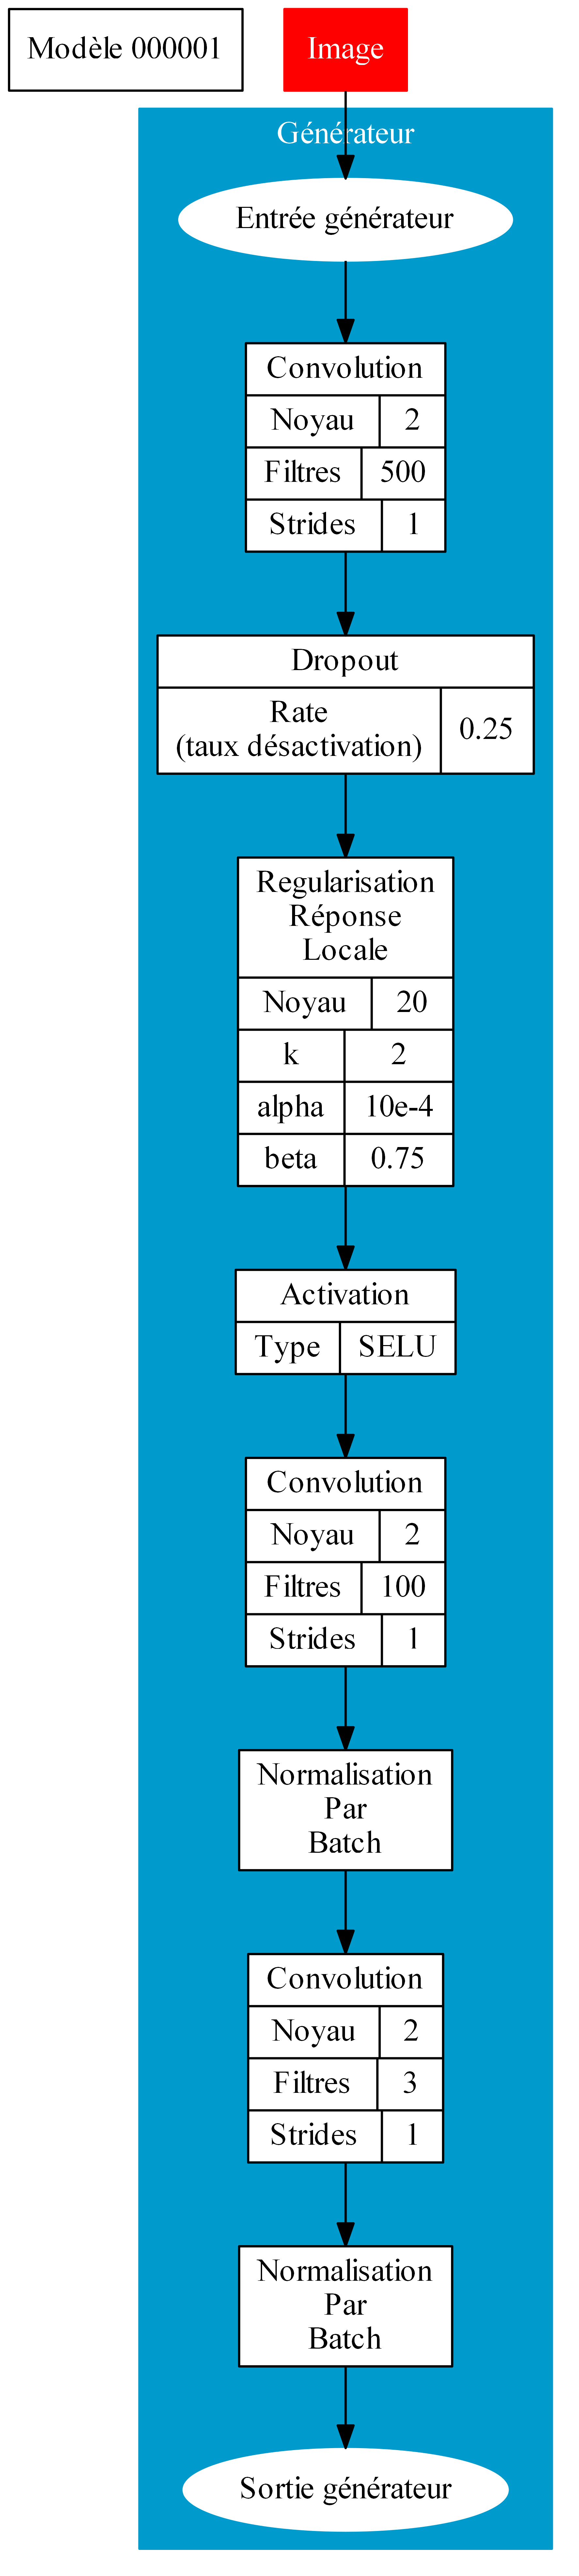 Modèle 000001
Image
Générateur
Entrée générateur
Convolution
Noyau 2
Filtres 500
Strides 1
Dropout
Rate
(taux désactivation) 0.25
Regularisation
Réponse
Locale
Noyau 20
k 2
alpha 10e-4
beta 0.75
Activation
Type SELU
Convolution
Noyau 2
Filtres 100
Strides 1
Normalisation
Par
Batch
Convolution
Noyau 2
Filtres 3
Strides 1
Normalisation
Par
Batch
Sortie générateur